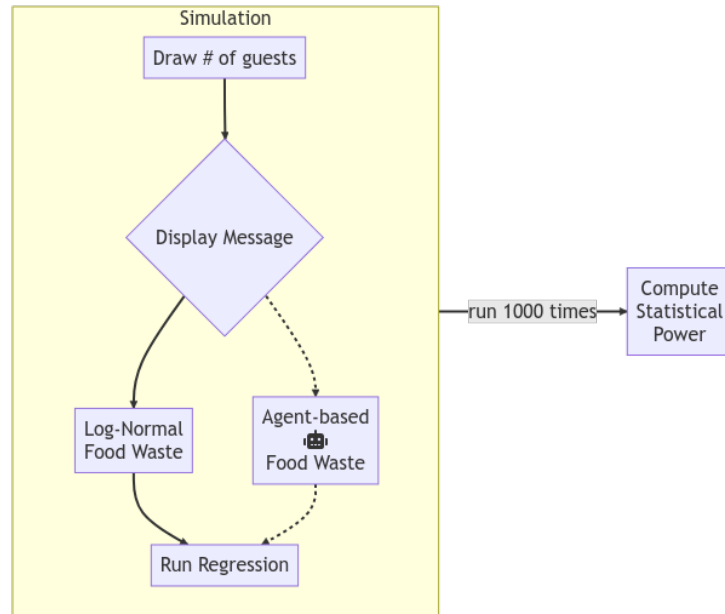 Simulation
Draw # of guests
Display Message
run 1000 times
Compute
Statistical
Power
Log-Normal
Food Waste
Agent-based
Food Waste
Run Regression